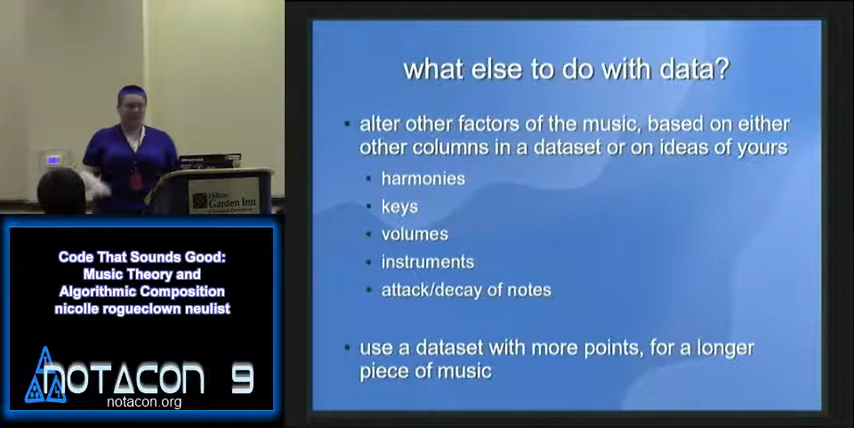 what else to do with data?
• alter other factors of the music, based on either
other columns in a dataset or on ideas of yours
• harmonies
• keys
• volumes
• instruments
• attack/decay of notes
• use a dataset with more points, for a longer
piece of music
Hilton
Garden Inn
Code That Sounds Good:
Music Theory and
Algorithmic Composition
nicolle rogueclown neulist
NOTACON 9
notacon.org